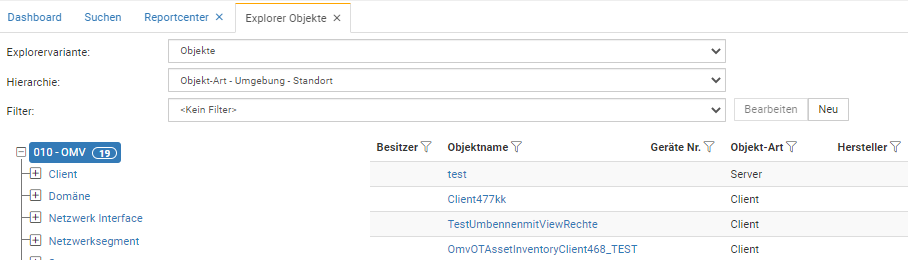 Dashboard Suchen Reportcenter × Explorer Objekte ×
Explorervariante: Objekte
Hierarchie: Objekt-Art - Umgebung - Standort
Filter: <Kein Filter> Bearbeiten Neu
010 - OMV 19
Client
Domäne
Netzwerk Interface
Netzwerksegment
Besitzer Objektname Geräte Nr. Objekt-Art Hersteller
test Server
Client477kk Client
TestUmbennenmitViewRechte Client
OmvOTAssetInventoryClient468_TEST Client